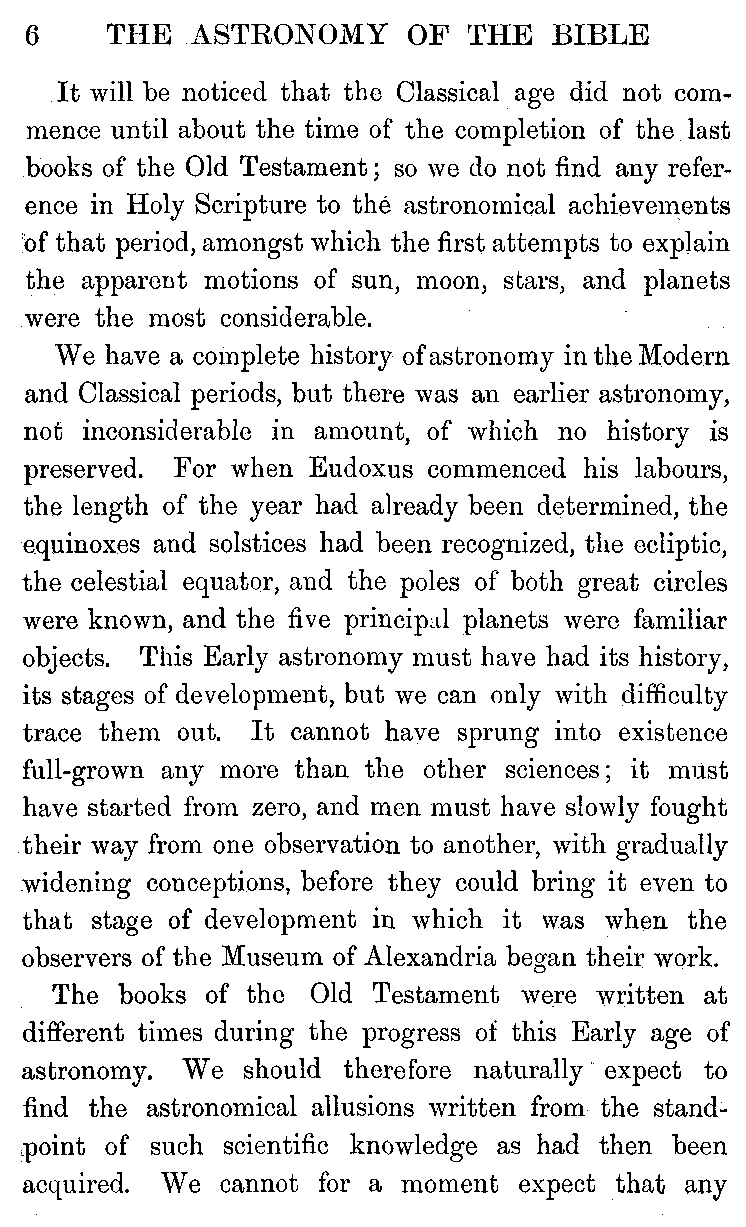 6 THE ASTRONOMY OF THE BIBLE
It will be noticed that the Classical age did not com-
mence until about the time of the completion of the last
books of the Old Testament; so we do not find any refer-
ence in Holy Scripture to the astronomical achievements
of that period, amongst which the first attempts to explain
the apparent motions of sun, moon, stars, and planets
were the most considerable.
We have a complete history of astronomy in the Modern
and Classical periods, but there was an earlier astronomy,
not inconsiderable in amount, of which no history is
preserved. For when Eudoxus commenced his labours,
the length of the year had already been determined, the
equinoxes and solstices had been recognized, the ecliptic,
the celestial equator, and the poles of both great circles
were known, and the five principal planets were familiar
objects. This Early astronomy must have had its history,
its stages of development, but we can only with difficulty
trace them out. It cannot have sprung into existence
full-grown any more than the other sciences; it must
have started from zero, and men must have slowly fought
their way from one observation to another, with gradually
widening conceptions, before they could bring it even to
that stage of development in which it was when the
observers of the Museum of Alexandria began their work.
The books of the Old Testament were written at
different times during the progress of this Early age of
astronomy. We should therefore naturally expect to
find the astronomical allusions written from the stand-
point of such scientific knowledge as had then been
acquired. We cannot for a moment expect that any